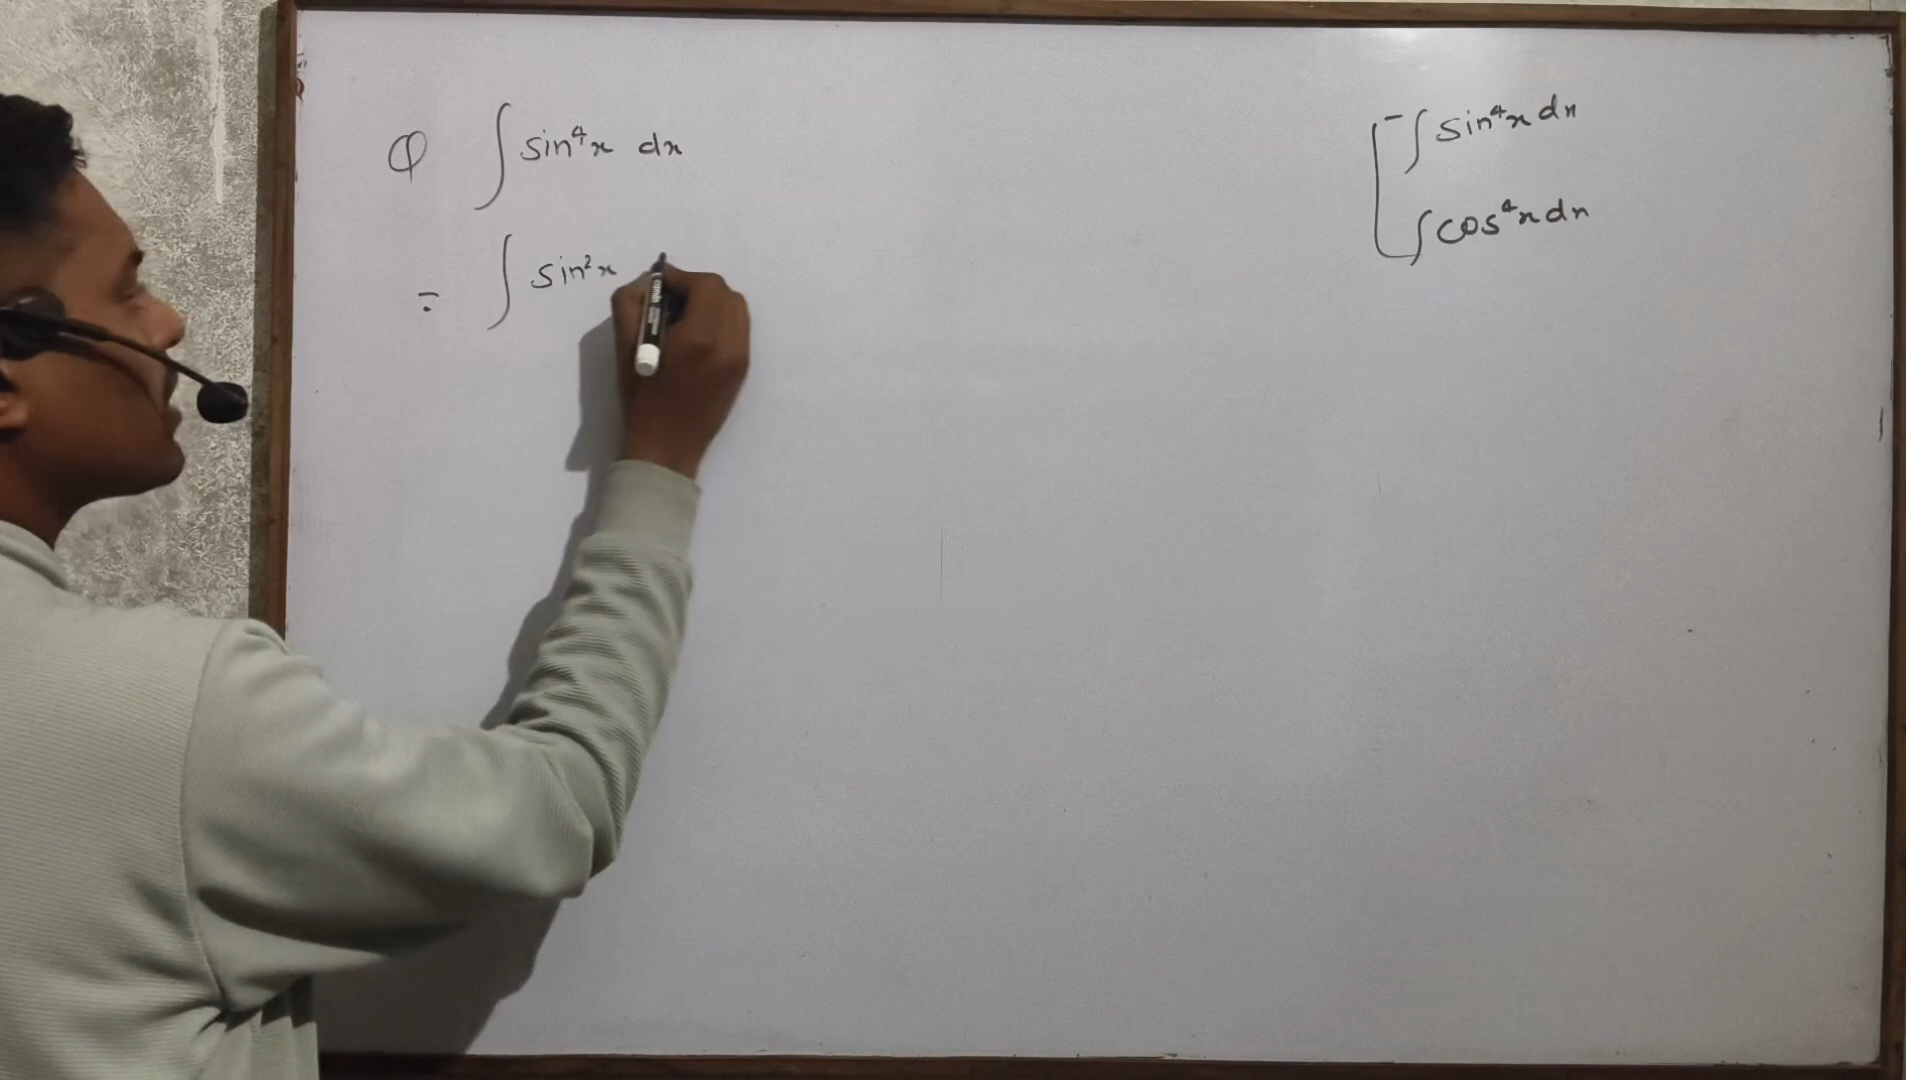 Q ∫ sin⁴x dx
= ∫ sin²x
∫ sin⁴x dx
∫ cos⁴x dx